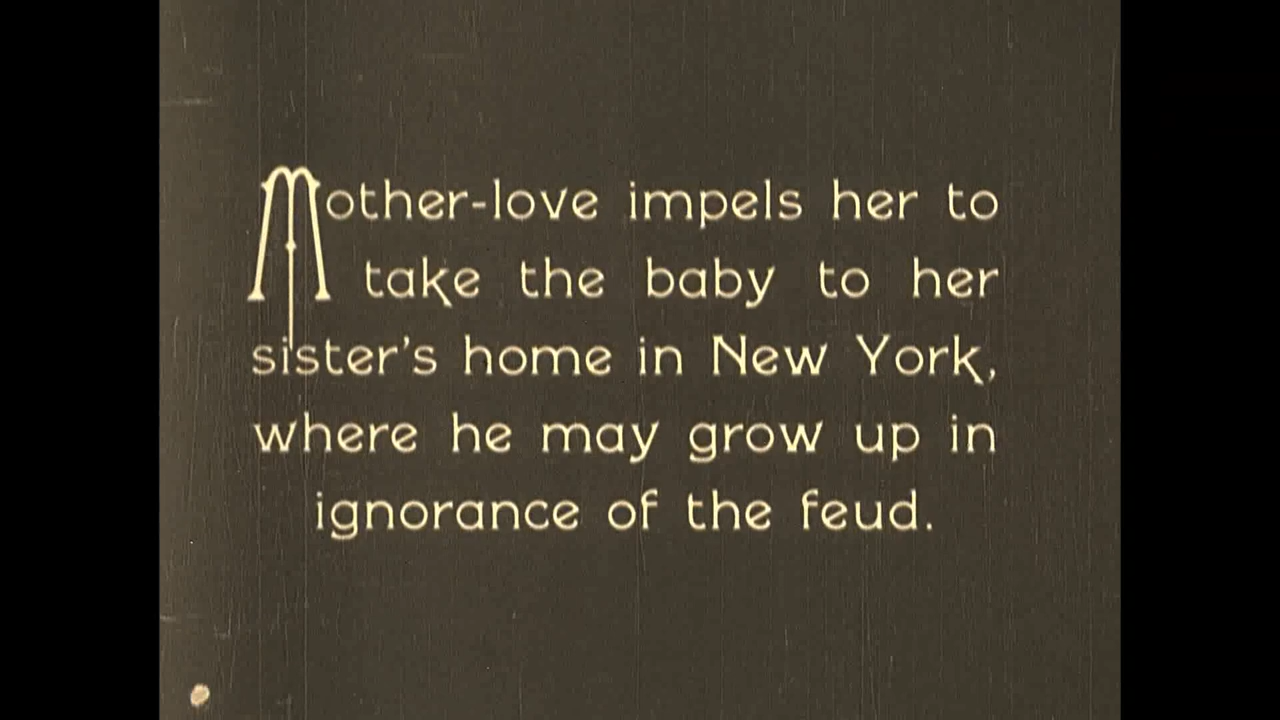 Mother-love impels her to
take the baby to her
sister's home in New York,
where he may grow up in
ignorance of the feud.